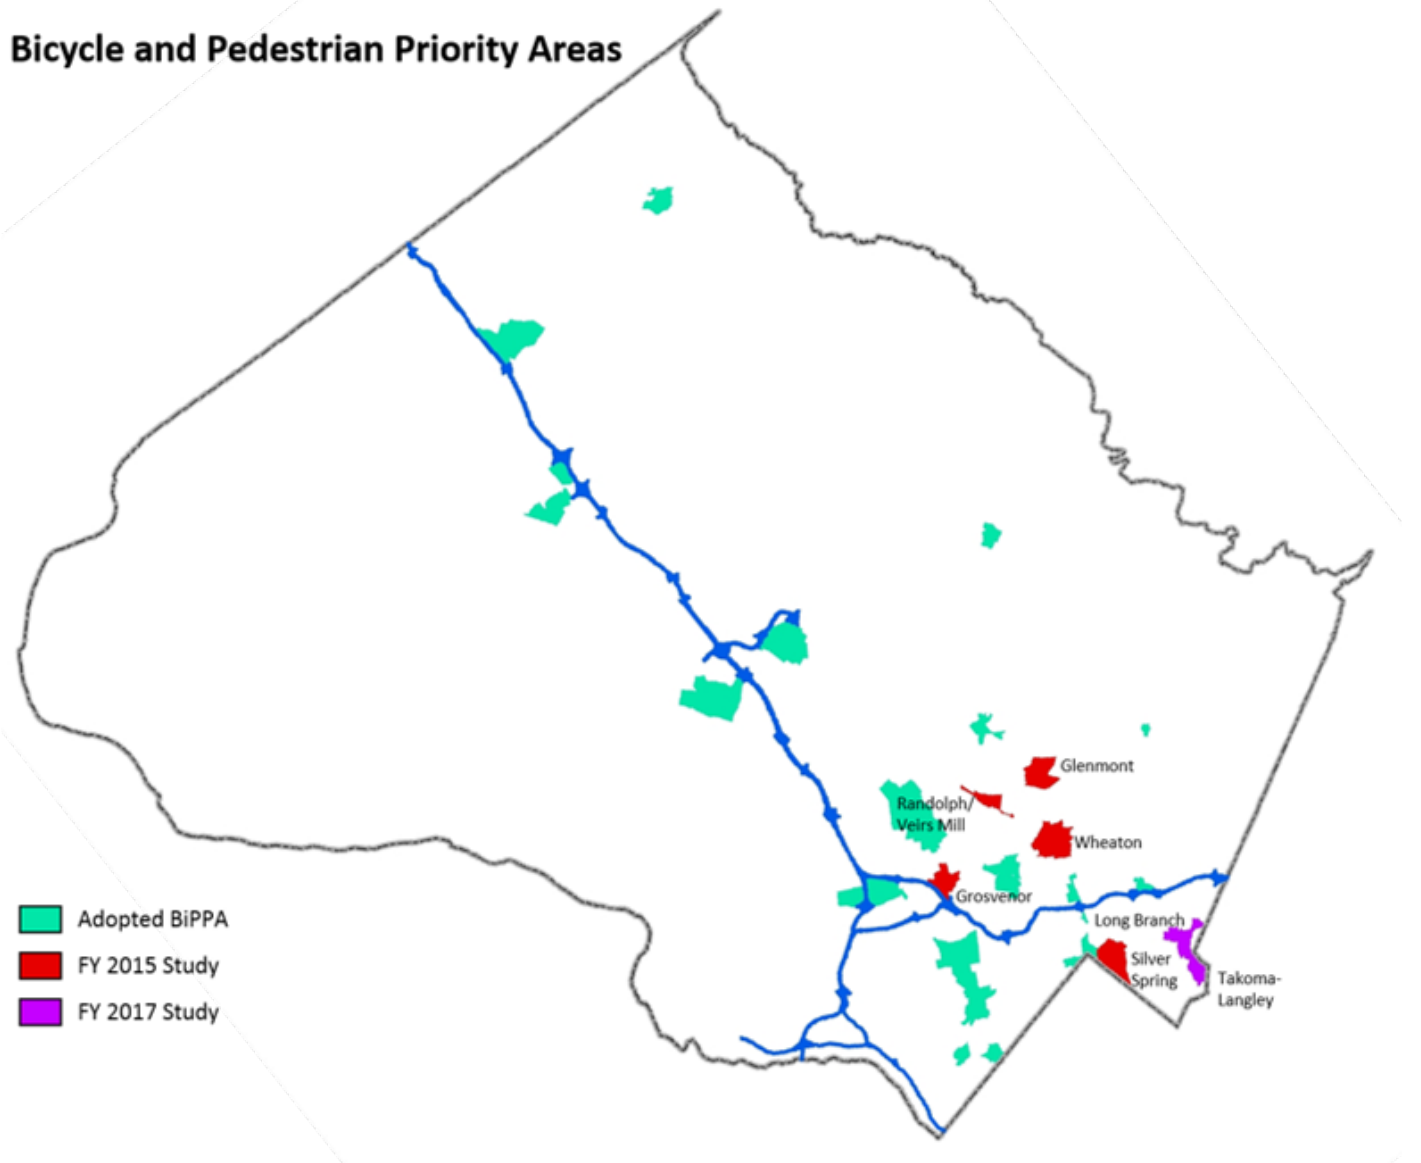 Bicycle and Pedestrian Priority Areas
Glenmont
Randolph/
Veirs Mill
Wheaton
Grosvenor
Long Branch
Silver
Spring
Takoma-
Langley
Adopted BiPPA
FY 2015 Study
FY 2017 Study